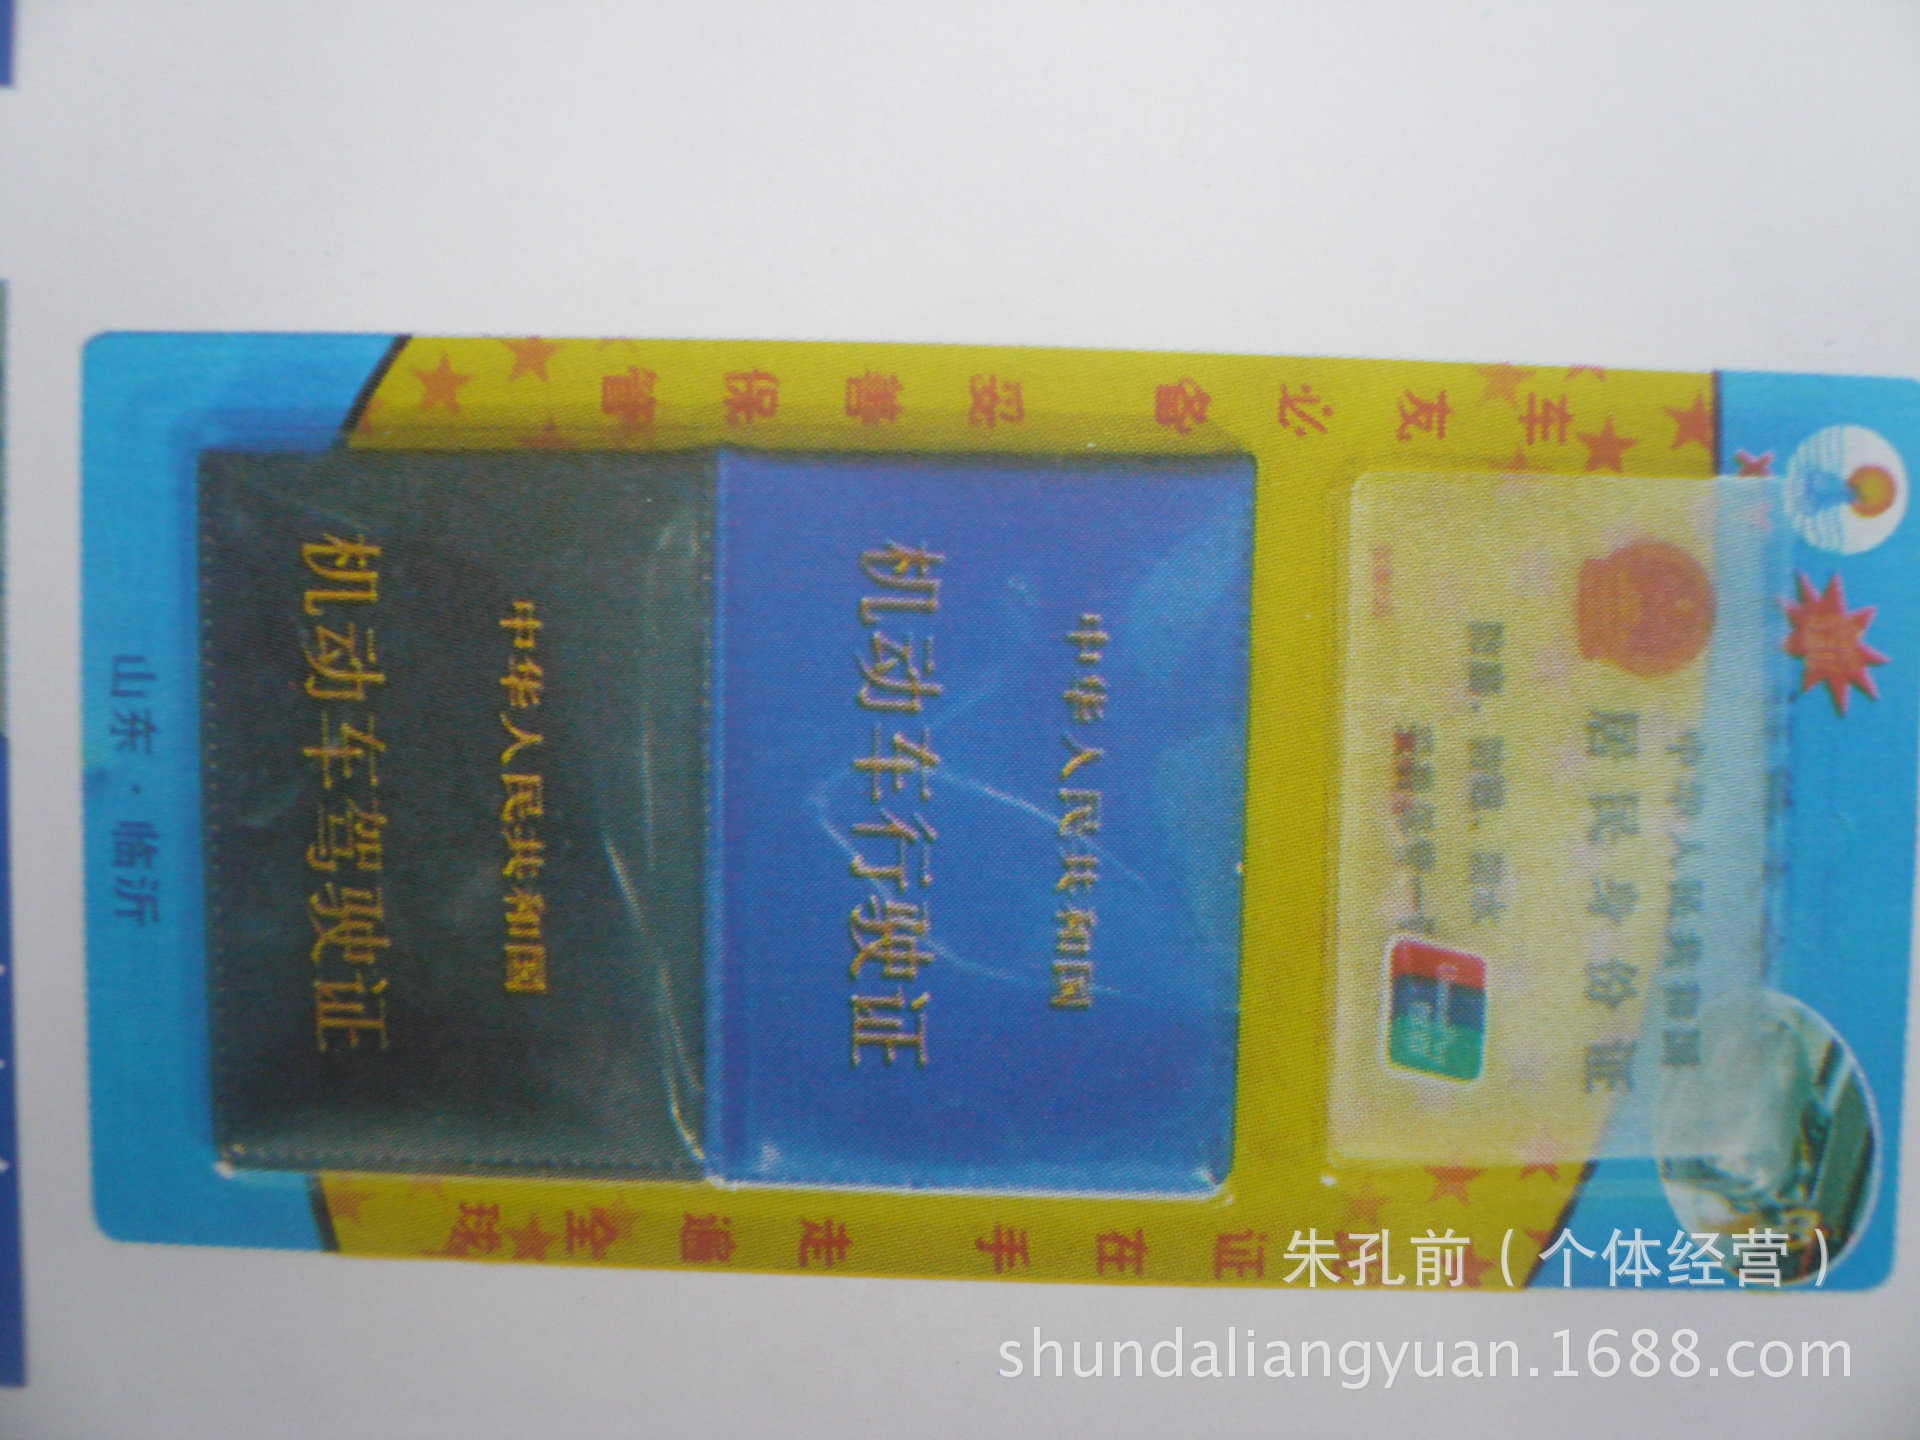 车友必备 妥善保管
中华人民共和国
居民身份证
中华人民共和国
机动车行驶证
中华人民共和国
机动车驾驶证
证在手 走遍全球
山东·临沂
朱孔前（个体经营）
shundaliangyuan.1688.com